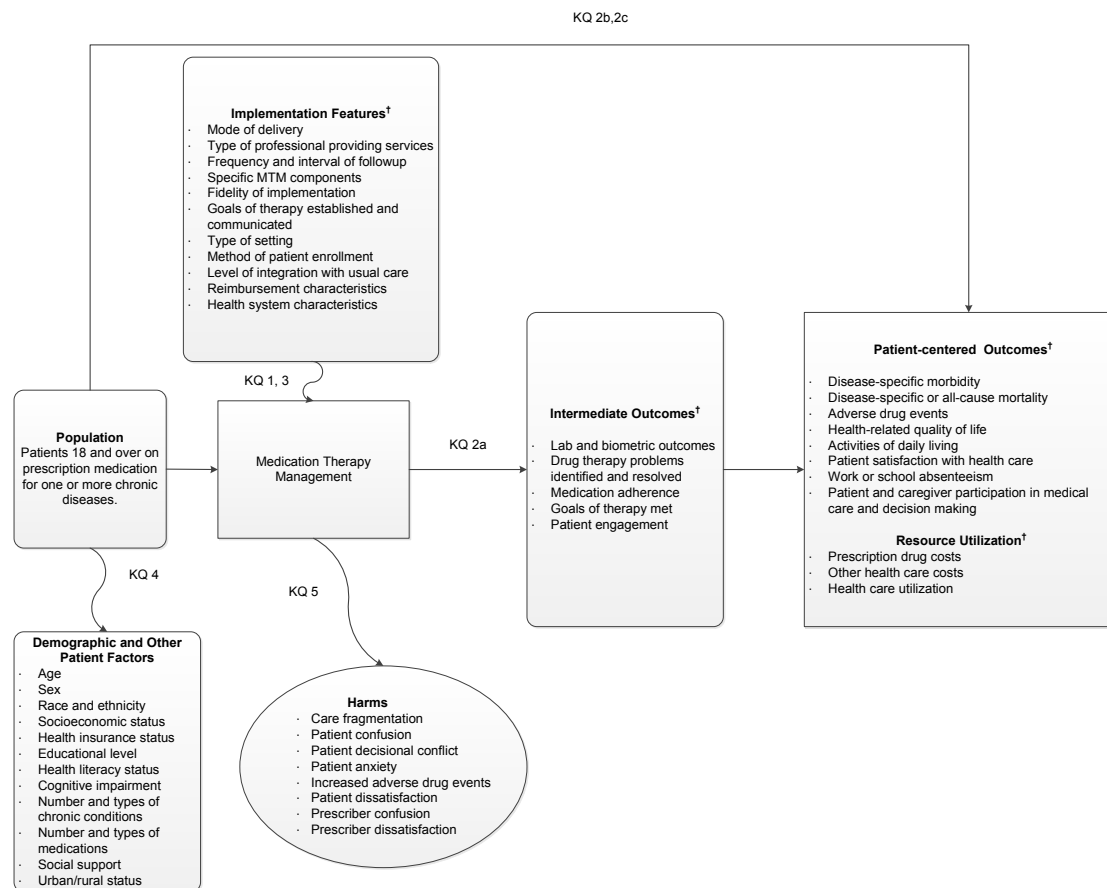 KQ 2b,2c
Implementation Features†
· Mode of delivery
· Type of professional providing services
· Frequency and interval of followup
· Specific MTM components
· Fidelity of implementation
· Goals of therapy established and
communicated
· Type of setting
· Method of patient enrollment
· Level of integration with usual care
· Reimbursement characteristics
· Health system characteristics
KQ 1, 3
Population
Patients 18 and over on
prescription medication
for one or more chronic
diseases.
Medication Therapy
Management
KQ 2a
Intermediate Outcomes†
· Lab and biometric outcomes
· Drug therapy problems
identified and resolved
· Medication adherence
· Goals of therapy met
· Patient engagement
Patient-centered Outcomes†
· Disease-specific morbidity
· Disease-specific or all-cause mortality
· Adverse drug events
· Health-related quality of life
· Activities of daily living
· Patient satisfaction with health care
· Work or school absenteeism
· Patient and caregiver participation in medical
care and decision making
Resource Utilization†
· Prescription drug costs
· Other health care costs
· Health care utilization
KQ 4
KQ 5
Demographic and Other
Patient Factors
· Age
· Sex
· Race and ethnicity
· Socioeconomic status
· Health insurance status
· Educational level
· Health literacy status
· Cognitive impairment
· Number and types of
chronic conditions
· Number and types of
medications
· Social support
· Urban/rural status
Harms
· Care fragmentation
· Patient confusion
· Patient decisional conflict
· Patient anxiety
· Increased adverse drug events
· Patient dissatisfaction
· Prescriber confusion
· Prescriber dissatisfaction